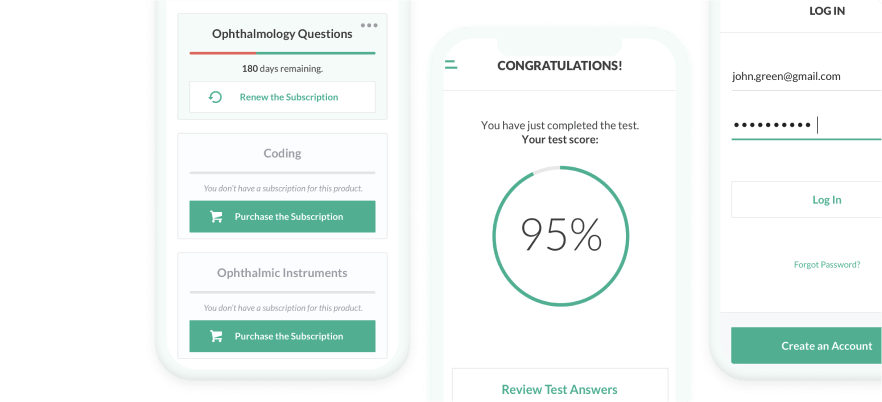 Ophthalmology Questions
180 days remaining.
Renew the Subscription
Coding
You don't have a subscription for this product.
Purchase the Subscription
Ophthalmic Instruments
You don't have a subscription for this product.
Purchase the Subscription
CONGRATULATIONS!
You have just completed the test.
Your test score:
95%
Review Test Answers
LOG IN
john.green@gmail.com
Log In
Forgot Password?
Create an Account